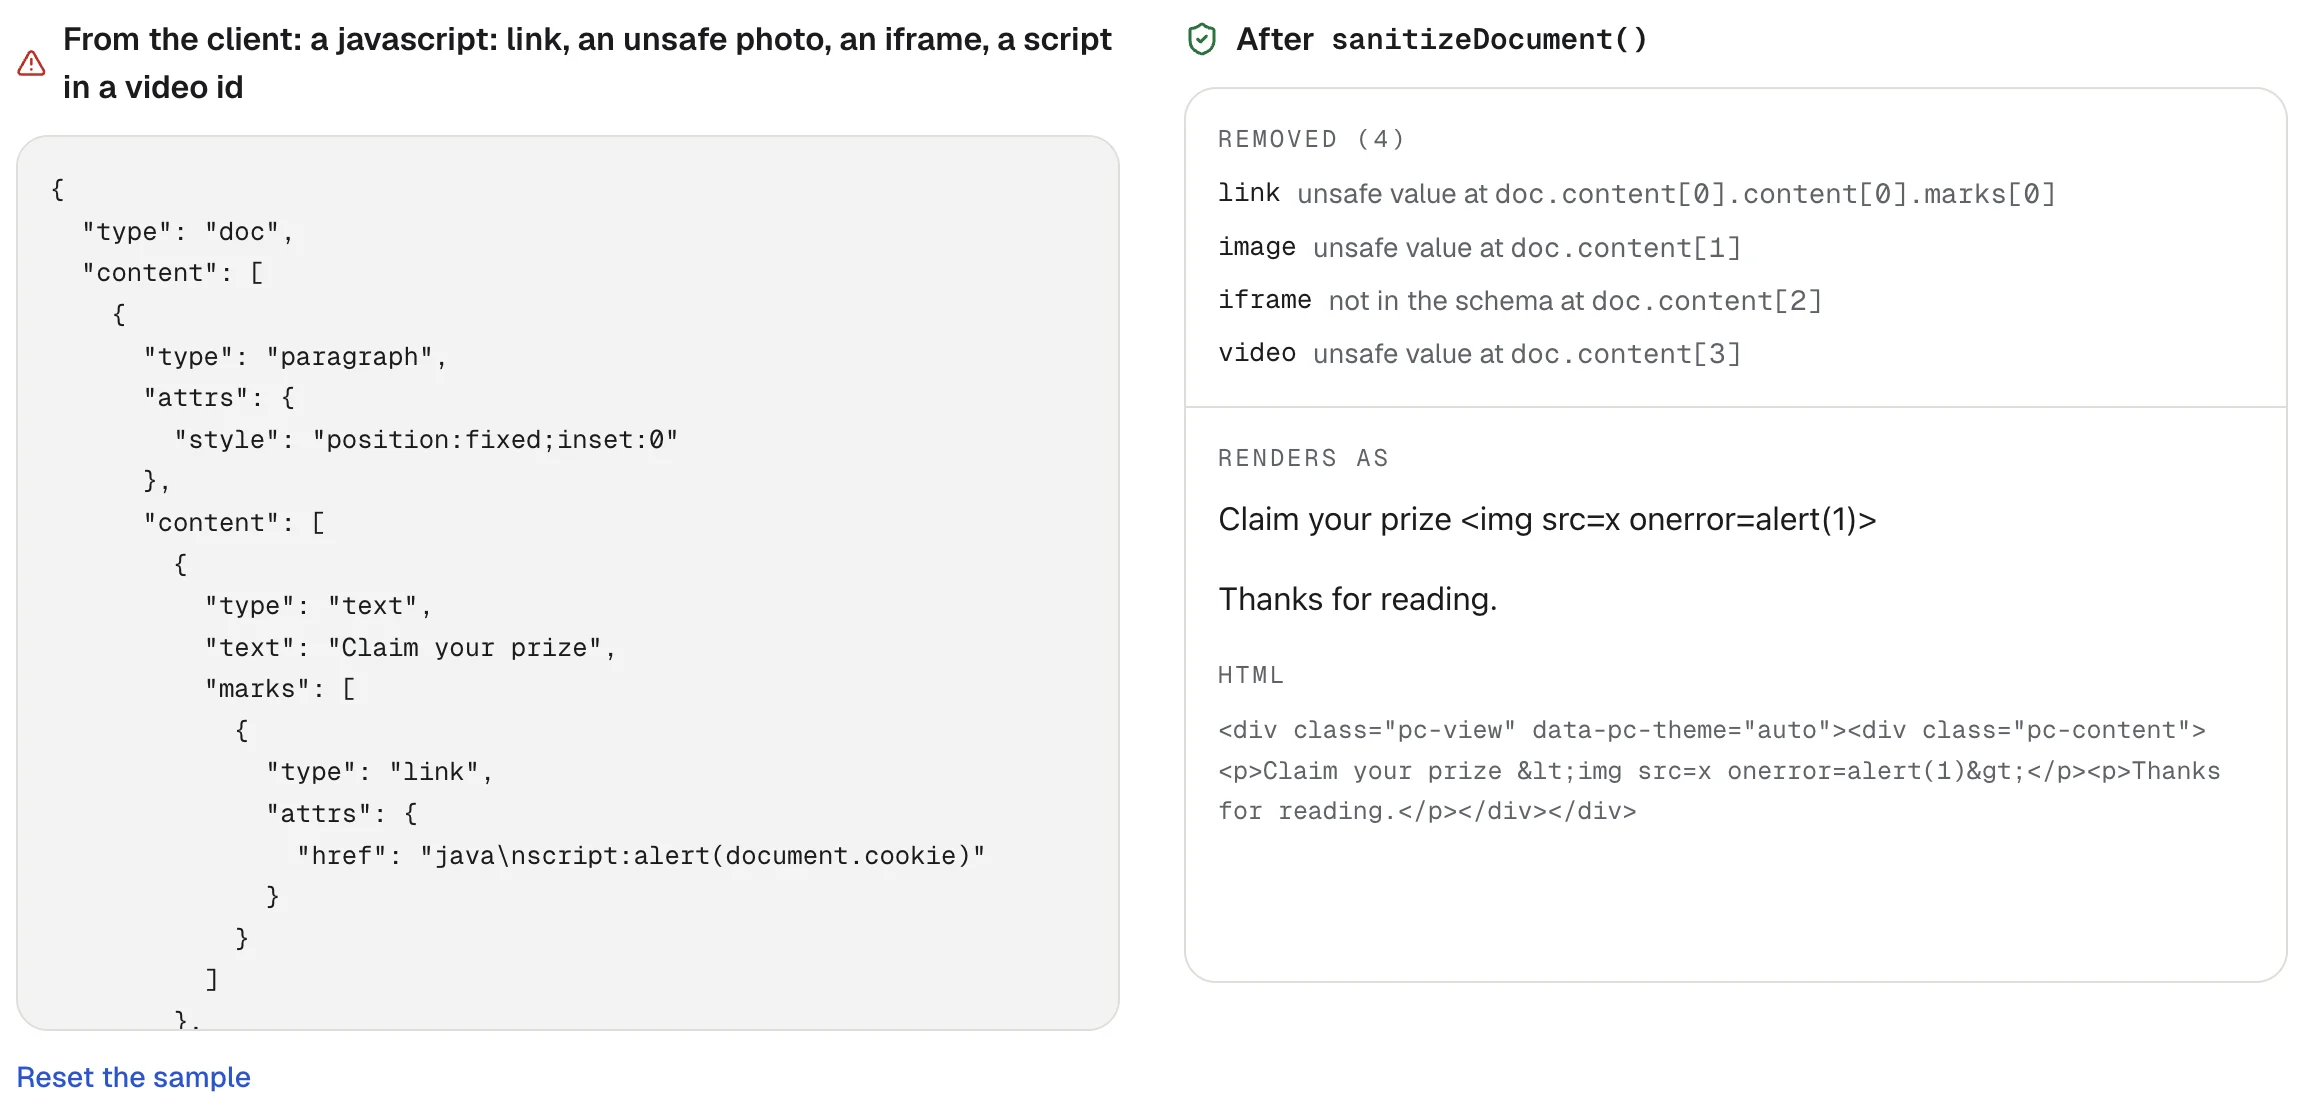 From the client: a javascript: link, an unsafe photo, an iframe, a script
in a video id
{
  "type": "doc",
  "content": [
    {
      "type": "paragraph",
      "attrs": {
        "style": "position:fixed;inset:0"
      },
      "content": [
        {
          "type": "text",
          "text": "Claim your prize",
          "marks": [
            {
              "type": "link",
              "attrs": {
                "href": "java\nscript:alert(document.cookie)"
              }
            }
          ]
        },
Reset the sample
After sanitizeDocument()
REMOVED (4)
link unsafe value at doc.content[0].content[0].marks[0]
image unsafe value at doc.content[1]
iframe not in the schema at doc.content[2]
video unsafe value at doc.content[3]
RENDERS AS
Claim your prize <img src=x onerror=alert(1)>
Thanks for reading.
HTML
<div class="pc-view" data-pc-theme="auto"><div class="pc-content">
<p>Claim your prize &lt;img src=x onerror=alert(1)&gt;</p><p>Thanks
for reading.</p></div></div>